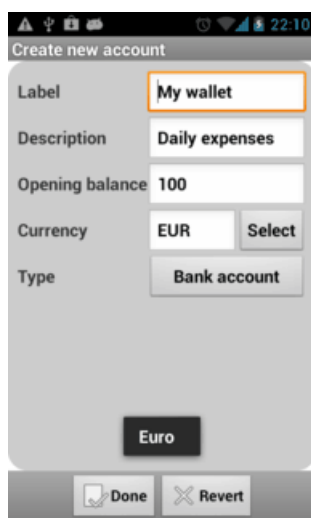 22:10
Create new account
Label My wallet
Description Daily expenses
Opening balance 100
Currency EUR Select
Type Bank account
Euro
Done Revert